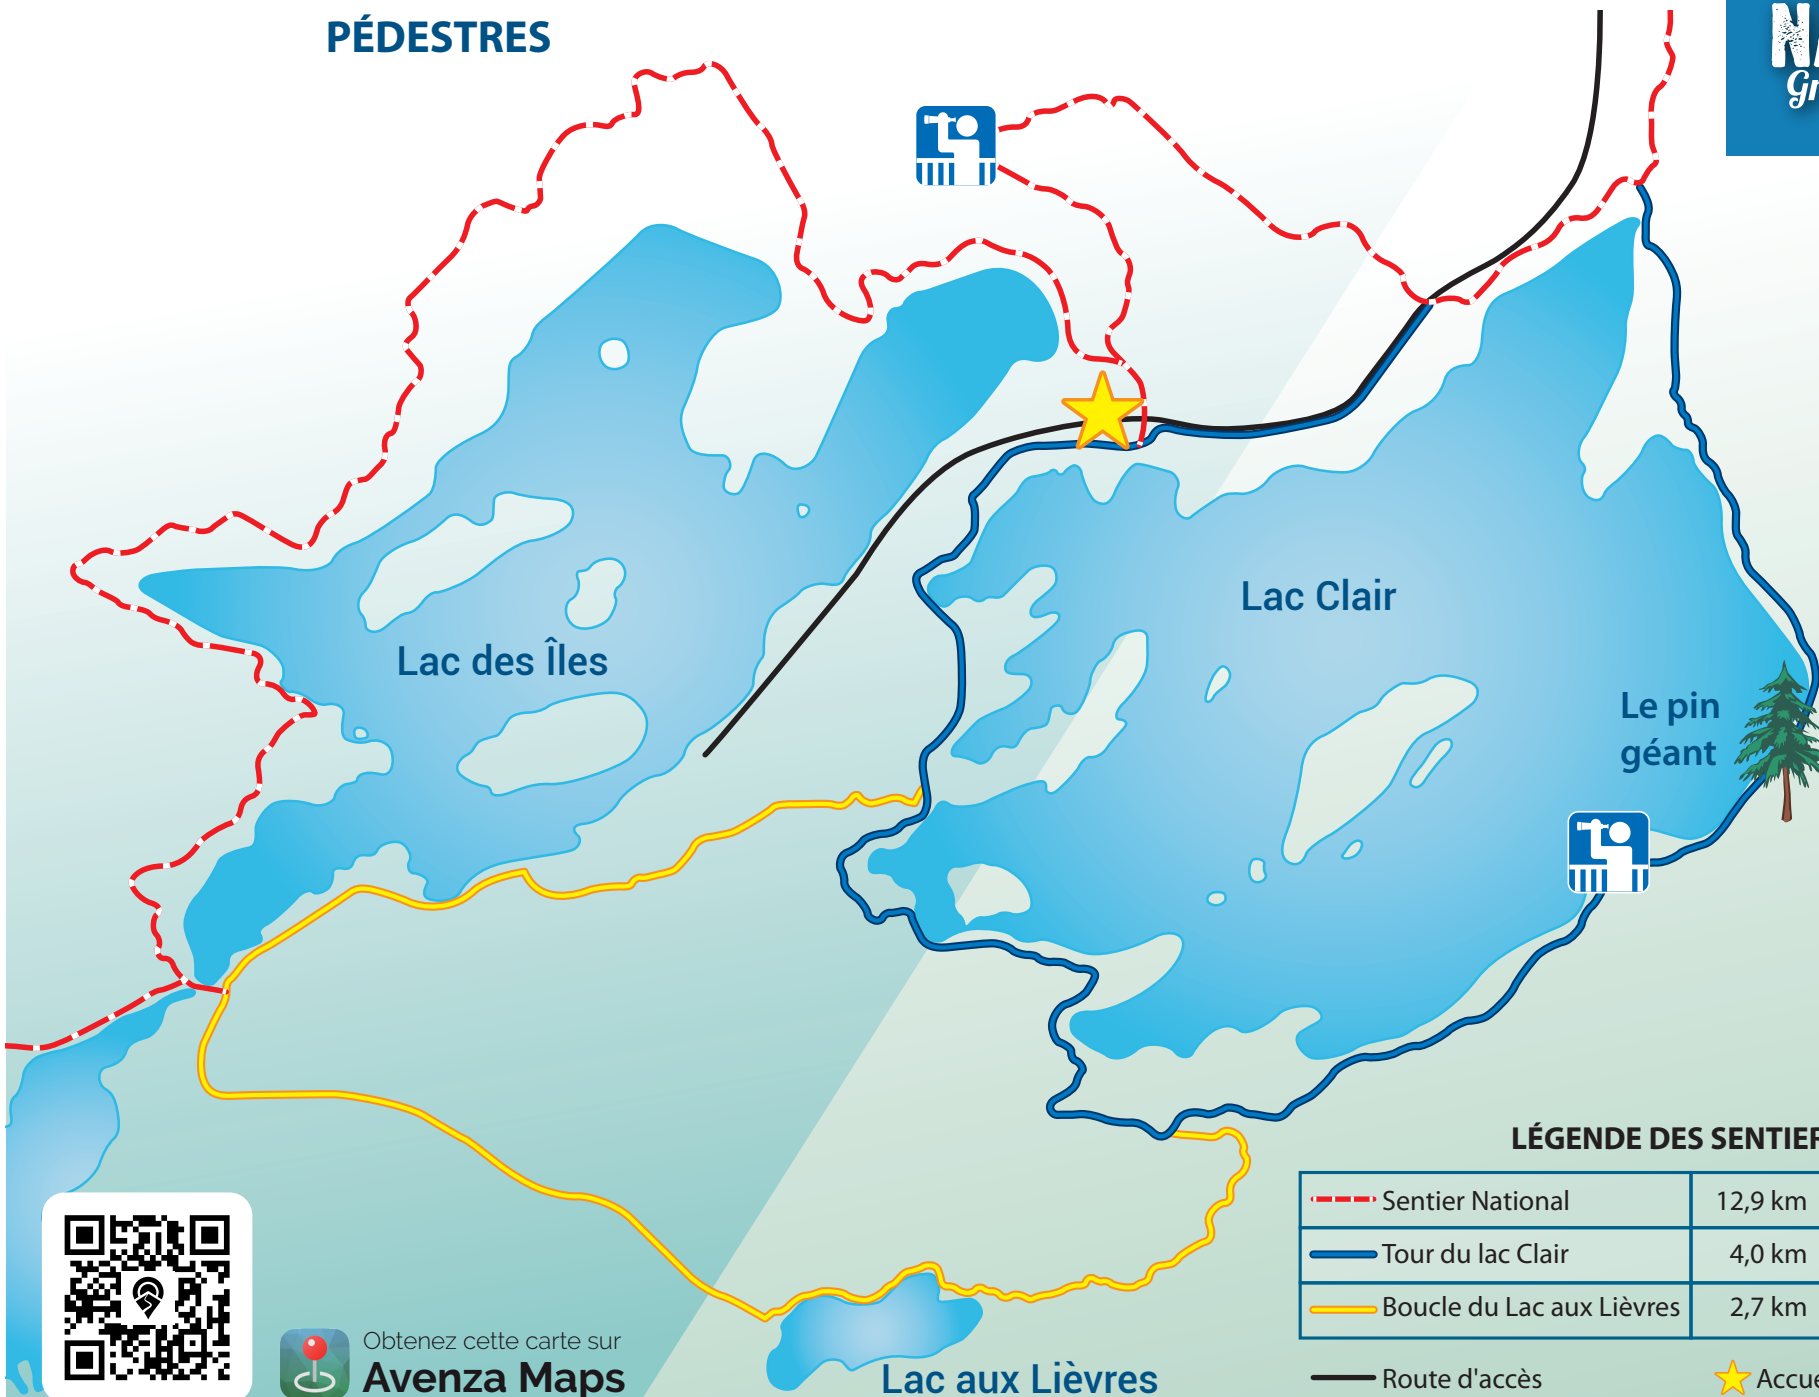 PÉDESTRES
Lac Clair
Lac des Îles
Le pin
géant
LÉGENDE DES SENTIER
Sentier National 12,9 km
Tour du lac Clair 4,0 km
Boucle du Lac aux Lièvres 2,7 km
Route d'accès
Obtenez cette carte sur
Avenza Maps
Lac aux Lièvres